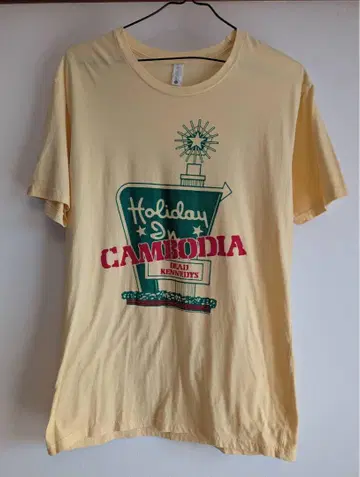 Holiday
In
CAMBODIA
DEAD
KENNEDYS